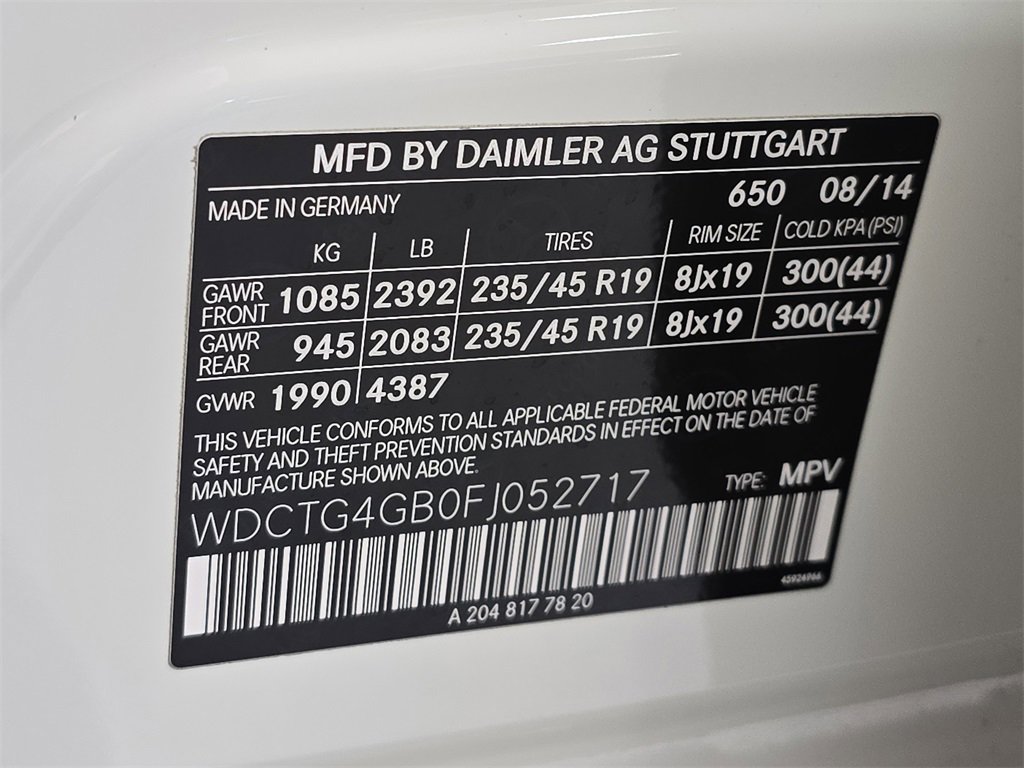 MFD BY DAIMLER AG STUTTGART
MADE IN GERMANY 650 08/14
KG LB TIRES RIM SIZE COLD KPA (PSI)
GAWR FRONT 1085 2392 235/45 R19 8Jx19 300(44)
GAWR REAR 945 2083 235/45 R19 8Jx19 300(44)
GVWR 1990 4387
THIS VEHICLE CONFORMS TO ALL APPLICABLE FEDERAL MOTOR VEHICLE
SAFETY AND THEFT PREVENTION STANDARDS IN EFFECT ON THE DATE OF
MANUFACTURE SHOWN ABOVE.
WDCTG4GB0FJ052717 TYPE: MPV
A 204 817 78 20
45924966